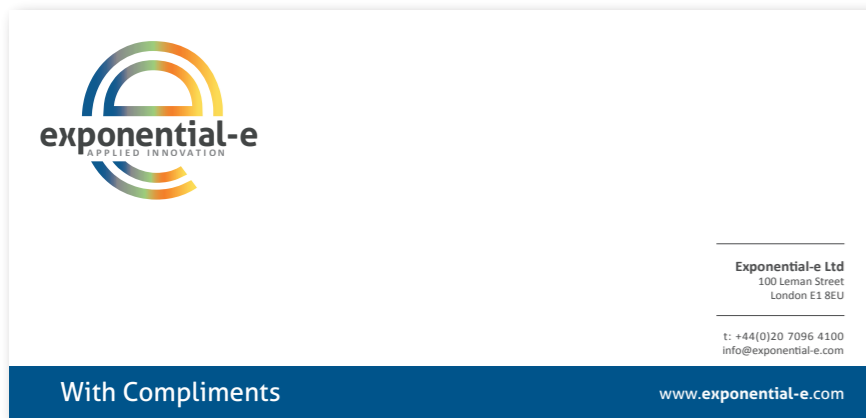 exponential-e
APPLIED INNOVATION
Exponential-e Ltd
100 Leman Street
London E1 8EU
t: +44(0)20 7096 4100
info@exponential-e.com
With Compliments
www.exponential-e.com